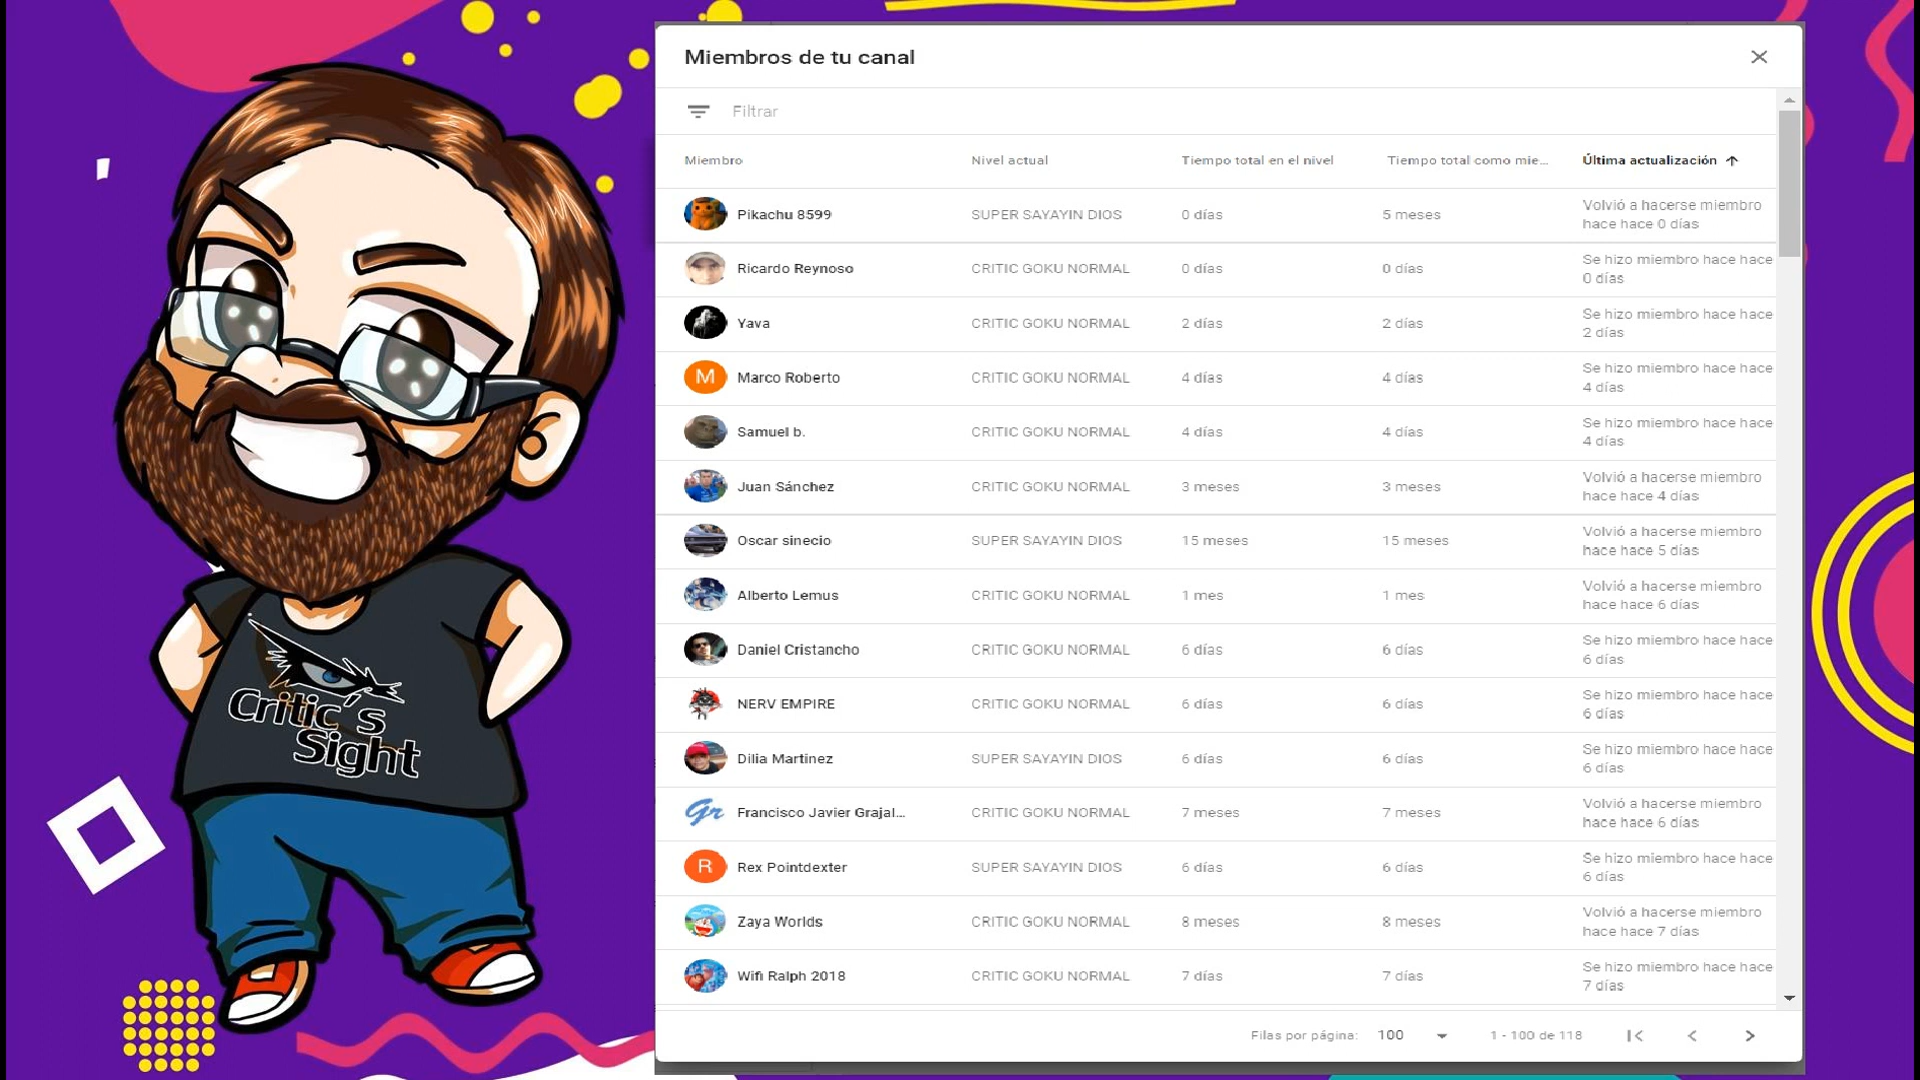 Miembros de tu canal
Filtrar
Miembro Nivel actual Tiempo total en el nivel Tiempo total como mie... Última actualización
Pikachu 8599 SUPER SAYAYIN DIOS 0 días 5 meses Volvió a hacerse miembro
hace hace 0 días
Ricardo Reynoso CRITIC GOKU NORMAL 0 días 0 días Se hizo miembro hace hace
0 días
Yava CRITIC GOKU NORMAL 2 días 2 días Se hizo miembro hace hace
2 días
M Marco Roberto CRITIC GOKU NORMAL 4 días 4 días Se hizo miembro hace hace
4 días
Samuel b. CRITIC GOKU NORMAL 4 días 4 días Se hizo miembro hace hace
4 días
Juan Sánchez CRITIC GOKU NORMAL 3 meses 3 meses Volvió a hacerse miembro
hace hace 4 días
Oscar sinecio SUPER SAYAYIN DIOS 15 meses 15 meses Volvió a hacerse miembro
hace hace 5 días
Alberto Lemus CRITIC GOKU NORMAL 1 mes 1 mes Volvió a hacerse miembro
hace hace 6 días
Daniel Cristancho CRITIC GOKU NORMAL 6 días 6 días Se hizo miembro hace hace
6 días
NERV EMPIRE CRITIC GOKU NORMAL 6 días 6 días Se hizo miembro hace hace
6 días
Dilia Martinez SUPER SAYAYIN DIOS 6 días 6 días Se hizo miembro hace hace
6 días
Gr Francisco Javier Grajal... CRITIC GOKU NORMAL 7 meses 7 meses Volvió a hacerse miembro
hace hace 6 días
R Rex Pointdexter SUPER SAYAYIN DIOS 6 días 6 días Se hizo miembro hace hace
6 días
Zaya Worlds CRITIC GOKU NORMAL 8 meses 8 meses Volvió a hacerse miembro
hace hace 7 días
Wifi Ralph 2018 CRITIC GOKU NORMAL 7 días 7 días Se hizo miembro hace hace
7 días
Filas por página: 100 1 - 100 de 118
Critic's
Sight